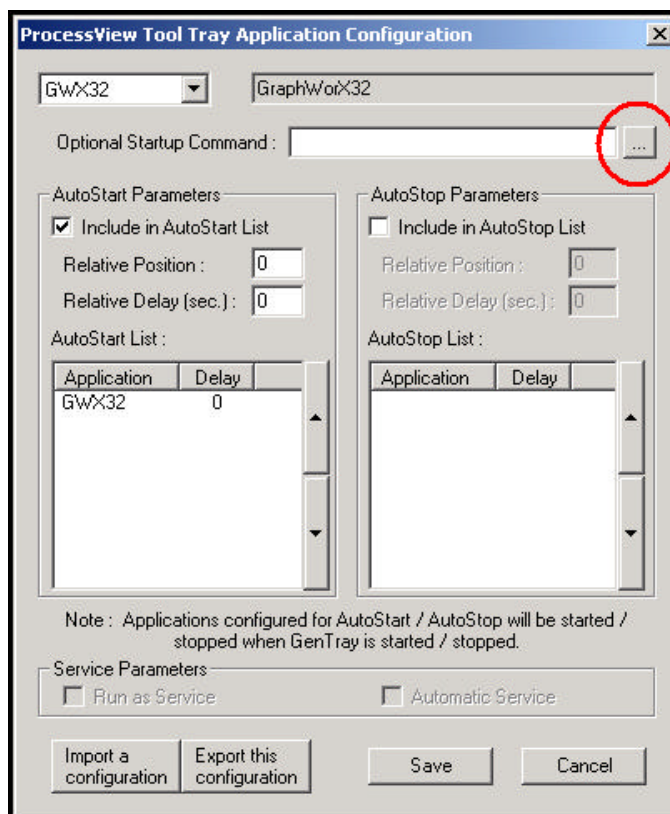 ProcessView Tool Tray Application Configuration
GWX32
GraphWorX32
Optional Startup Command :
...
AutoStart Parameters
Include in AutoStart List
Relative Position :
0
Relative Delay (sec.) :
0
AutoStart List :
Application Delay
GWX32 0
AutoStop Parameters
Include in AutoStop List
Relative Position :
0
Relative Delay (sec.) :
0
AutoStop List :
Application Delay
Note : Applications configured for AutoStart / AutoStop will be started /
stopped when GenTray is started / stopped.
Service Parameters
Run as Service
Automatic Service
Import a
configuration
Export this
configuration
Save
Cancel